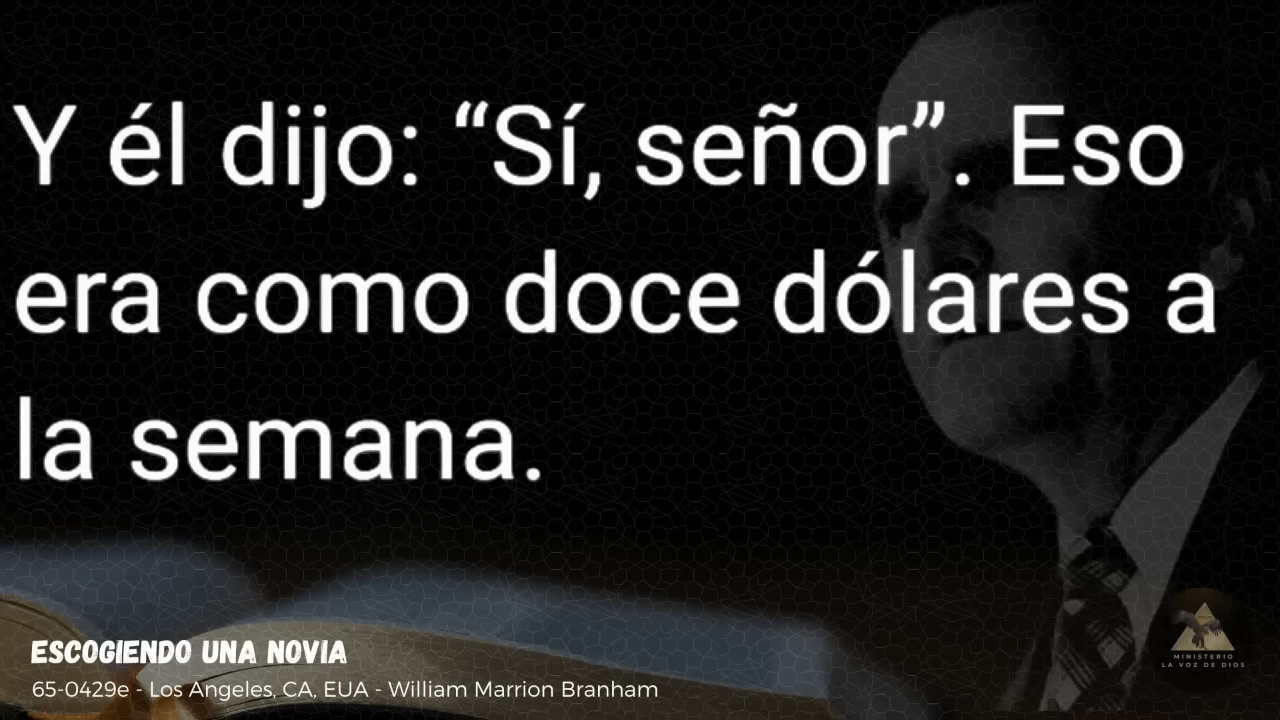 Y él dijo: “Sí, señor”. Eso
era como doce dólares a
la semana.
ESCOGIENDO UNA NOVIA
65-0429e - Los Angeles, CA, EUA - William Marrion Branham
MINISTERIO
LA VOZ DE DIOS